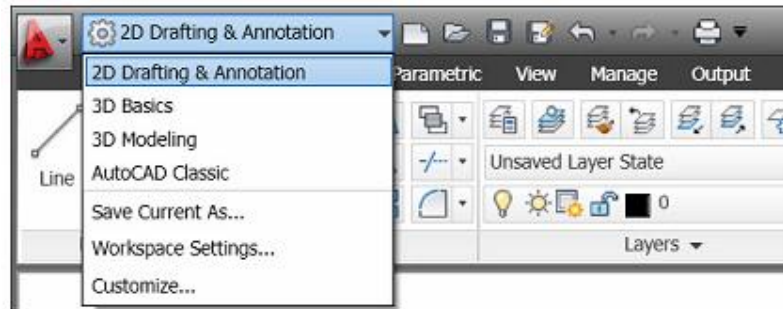 2D Drafting & Annotation
2D Drafting & Annotation
Parametric View Manage Output
3D Basics
3D Modeling
AutoCAD Classic
Line
Unsaved Layer State
Save Current As...
0
Workspace Settings...
Layers
Customize...